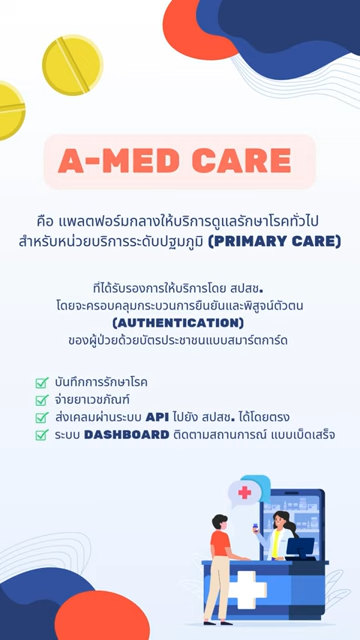 A-MED CARE
คือ แพลตฟอร์มกลางให้บริการดูแลรักษาโรคทั่วไป
สำหรับหน่วยบริการระดับปฐมภูมิ (PRIMARY CARE)
ที่ได้รับรองการให้บริการโดย สปสช.
โดยจะครอบคลุมกระบวนการยืนยันและพิสูจน์ตัวตน
(AUTHENTICATION)
ของผู้ป่วยด้วยบัตรประชาชนแบบสมาร์ตการ์ด
บันทึกการรักษาโรค
จ่ายยาเวชภัณฑ์
ส่งเคลมผ่านระบบ API ไปยัง สปสช. ได้โดยตรง
ระบบ DASHBOARD ติดตามสถานการณ์ แบบเบ็ดเสร็จ